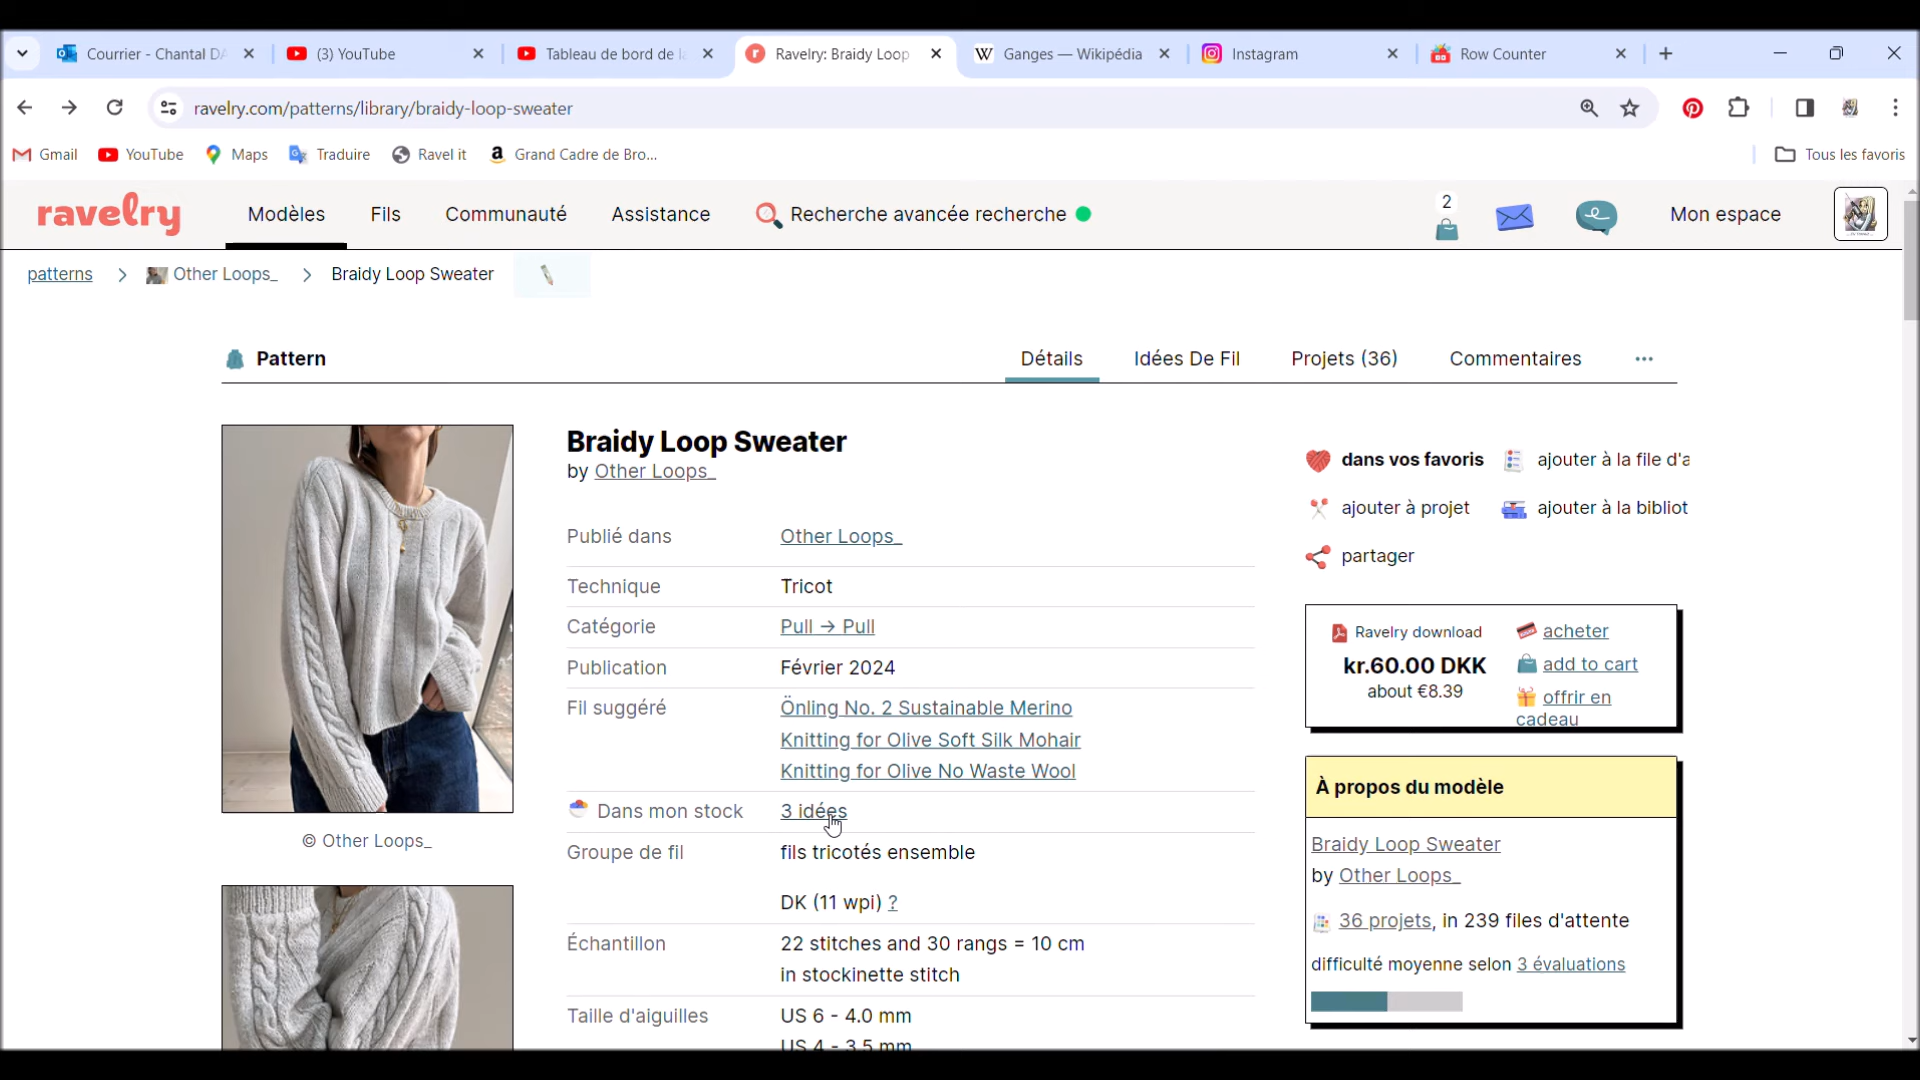 Courrier - Chantal DA
(3) YouTube
Tableau de bord de la
Ravelry: Braidy Loop
W Ganges — Wikipédia
Instagram
Row Counter
ravelry.com/patterns/library/braidy-loop-sweater
Gmail
YouTube
Maps
Traduire
Ravel it
Grand Cadre de Bro...
Tous les favoris
ravelry
Modèles
Fils
Communauté
Assistance
Recherche avancée recherche
2
Mon espace
patterns > Other Loops_ > Braidy Loop Sweater
Pattern
Détails
Idées De Fil
Projets (36)
Commentaires
...
Braidy Loop Sweater
by Other Loops_
Publié dans Other Loops_
Technique Tricot
Catégorie Pull → Pull
Publication Février 2024
Fil suggéré Önling No. 2 Sustainable Merino
Knitting for Olive Soft Silk Mohair
Knitting for Olive No Waste Wool
Dans mon stock 3 idées
Groupe de fil fils tricotés ensemble
DK (11 wpi) ?
Échantillon 22 stitches and 30 rangs = 10 cm
in stockinette stitch
Taille d'aiguilles US 6 - 4.0 mm
US 4 - 3.5 mm
© Other Loops_
dans vos favoris
ajouter à la file d'a
ajouter à projet
ajouter à la bibliot
partager
Ravelry download
kr.60.00 DKK
about €8.39
acheter
add to cart
offrir en
cadeau
À propos du modèle
Braidy Loop Sweater
by Other Loops_
36 projets, in 239 files d'attente
difficulté moyenne selon 3 évaluations